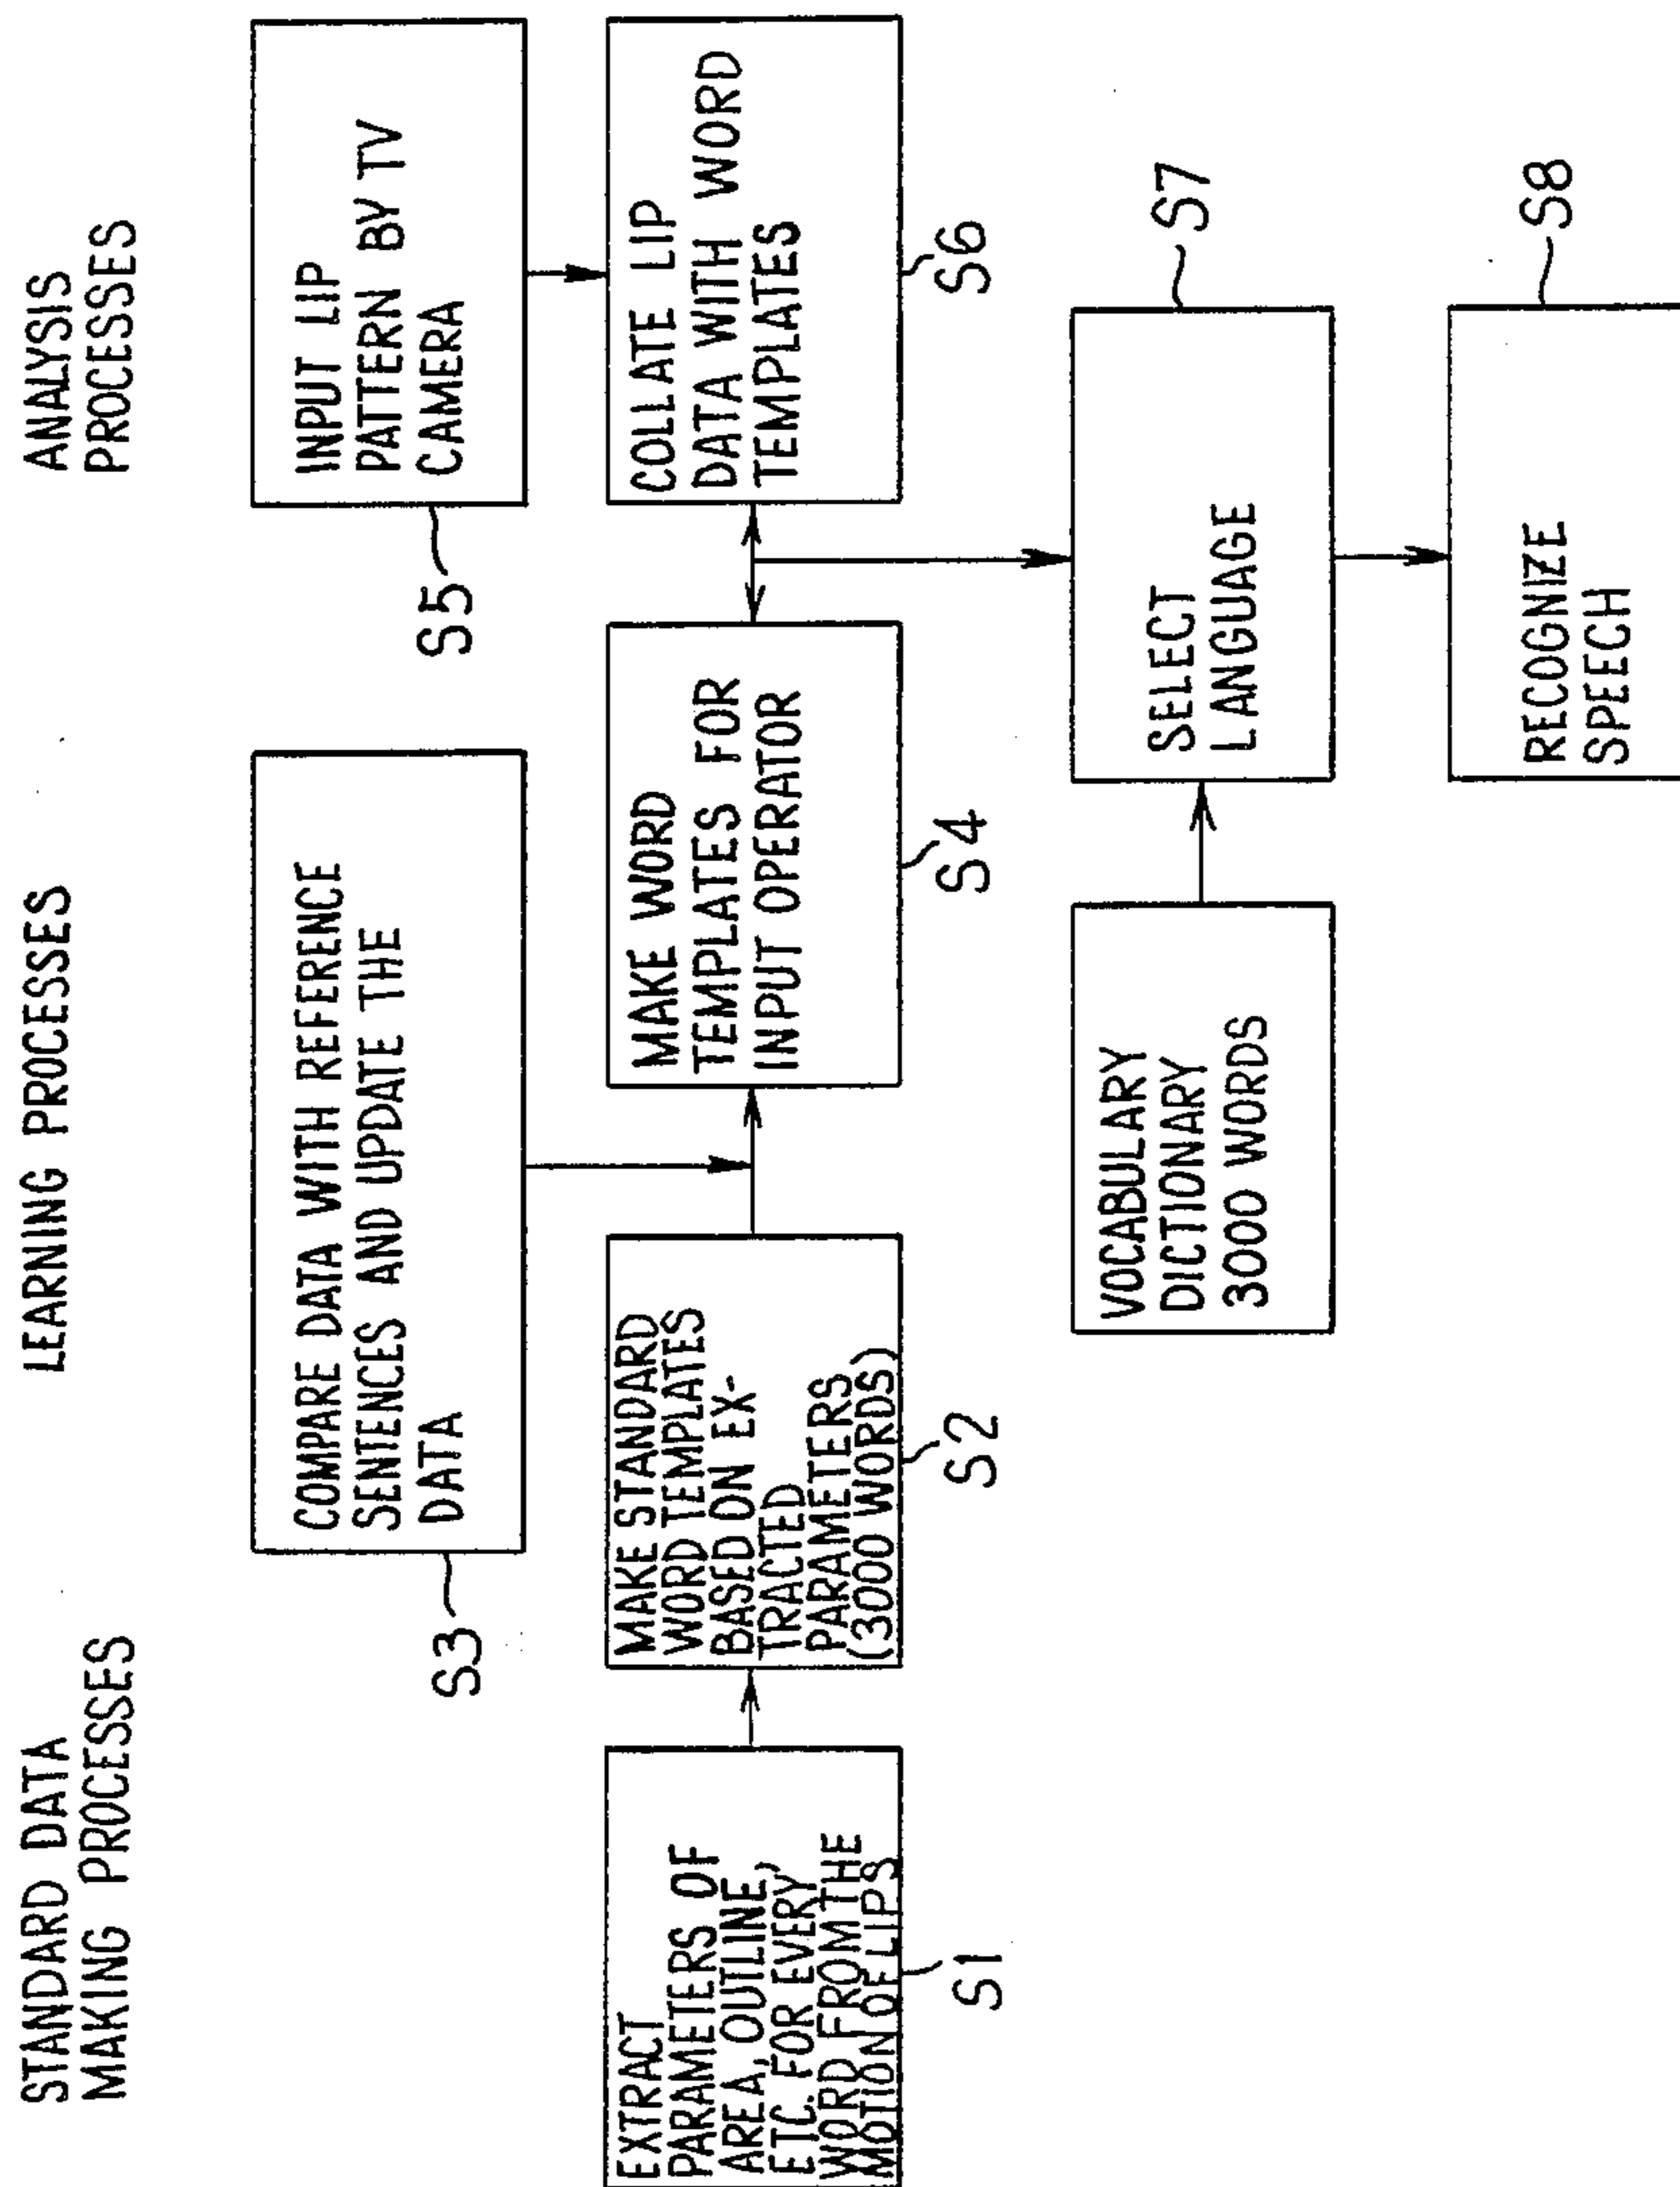 STANDARD DATA
MAKING PROCESSES
LEARNING PROCESSES
ANALYSIS
PROCESSES
COMPARE DATA WITH REFERENCE
SENTENCES AND UPDATE THE
DATA
S3
INPUT LIP
PATTERN BY TV
CAMERA
S5
EXTRACT
PARAMETERS OF
AREA, OUTLINE,
ETC. FOR EVERY
WORD FROM THE
MOTION OF LIPS
S1
MAKE STANDARD
WORD TEMPLATES
BASED ON EX-
TRACTED
PARAMETERS
(3000 WORDS)
S2
MAKE WORD
TEMPLATES FOR
INPUT OPERATOR
S4
COLLATE LIP
DATA WITH WORD
TEMPLATES
S6
VOCABULARY
DICTIONARY
3000 WORDS
SELECT
LANGUAGE
S7
RECOGNIZE
SPEECH
S8